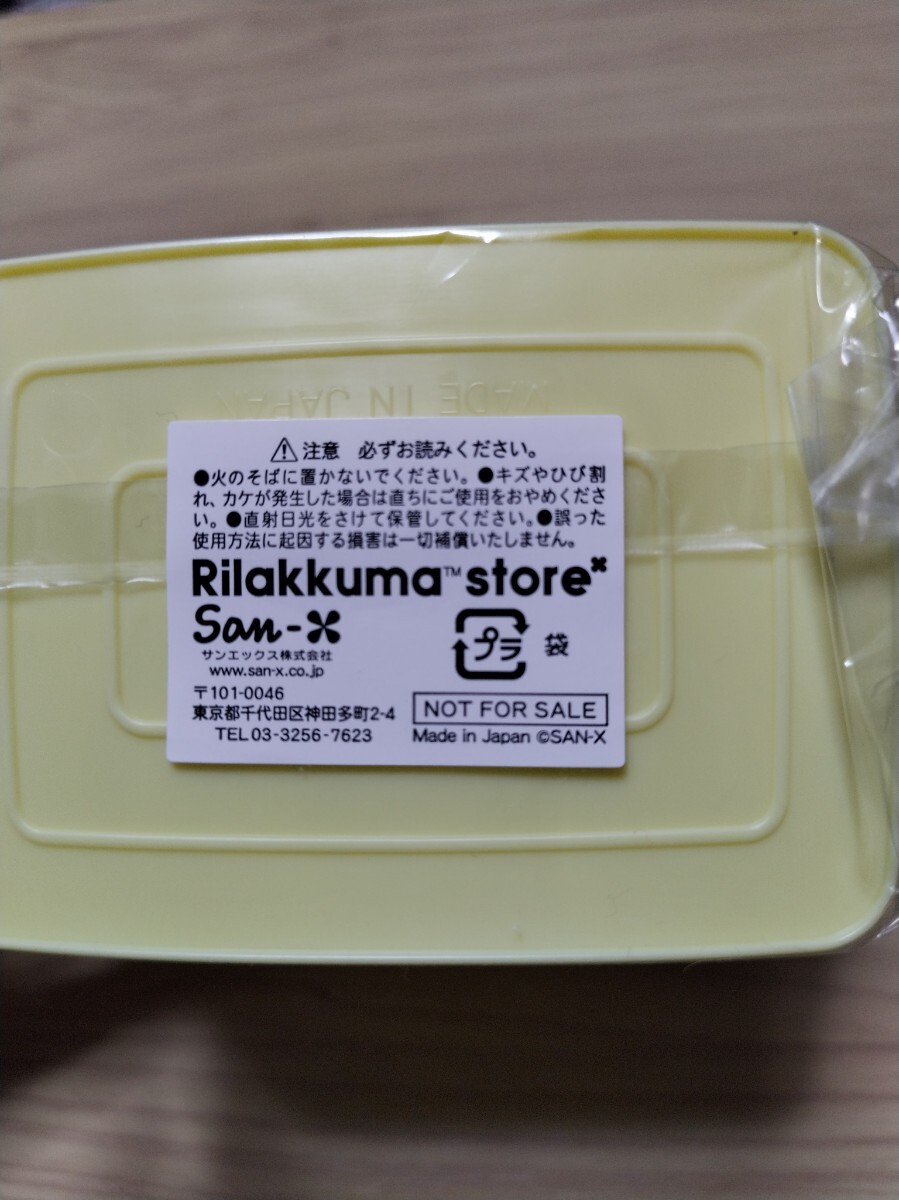 MADE IN JAPAN
⚠注意 必ずお読みください。
●火のそばに置かないでください。●キズやひび割
れ、カケが発生した場合は直ちにご使用をおやめくださ
い。●直射日光をさけて保管してください。●誤った
使用方法に起因する損害は一切補償いたしません。
Rilakkuma™ store
San-X
サンエックス株式会社
www.san-x.co.jp
プラ 袋
〒101-0046
東京都千代田区神田多町2-4
TEL 03-3256-7623
NOT FOR SALE
Made in Japan ©SAN-X